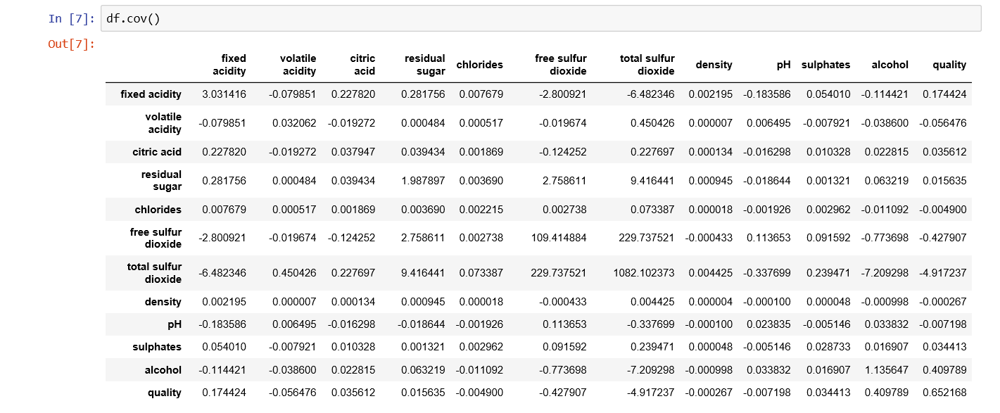 In [7]: df.cov()
Out[7]:
fixed acidity volatile acidity citric acid residual sugar chlorides free sulfur dioxide total sulfur dioxide density pH sulphates alcohol quality
fixed acidity 3.031416 -0.079851 0.227820 0.281756 0.007679 -2.800921 -6.482346 0.002195 -0.183586 0.054010 -0.114421 0.174424
volatile acidity -0.079851 0.032062 -0.019272 0.000484 0.000517 -0.019674 0.450426 0.000007 0.006495 -0.007921 -0.038600 -0.056476
citric acid 0.227820 -0.019272 0.037947 0.039434 0.001869 -0.124252 0.227697 0.000134 -0.016298 0.010328 0.022815 0.035612
residual sugar 0.281756 0.000484 0.039434 1.987897 0.003690 2.758611 9.416441 0.000945 -0.018644 0.001321 0.063219 0.015635
chlorides 0.007679 0.000517 0.001869 0.003690 0.002215 0.002738 0.073387 0.000018 -0.001926 0.002962 -0.011092 -0.004900
free sulfur dioxide -2.800921 -0.019674 -0.124252 2.758611 0.002738 109.414884 229.737521 -0.000433 0.113653 0.091592 -0.773698 -0.427907
total sulfur dioxide -6.482346 0.450426 0.227697 9.416441 0.073387 229.737521 1082.102373 0.004425 -0.337699 0.239471 -7.209298 -4.917237
density 0.002195 0.000007 0.000134 0.000945 0.000018 -0.000433 0.004425 0.000004 -0.000100 0.000048 -0.000998 -0.000267
pH -0.183586 0.006495 -0.016298 -0.018644 -0.001926 0.113653 -0.337699 -0.000100 0.023835 -0.005146 0.033832 -0.007198
sulphates 0.054010 -0.007921 0.010328 0.001321 0.002962 0.091592 0.239471 0.000048 -0.005146 0.028733 0.016907 0.034413
alcohol -0.114421 -0.038600 0.022815 0.063219 -0.011092 -0.773698 -7.209298 -0.000998 0.033832 0.016907 1.135647 0.409789
quality 0.174424 -0.056476 0.035612 0.015635 -0.004900 -0.427907 -4.917237 -0.000267 -0.007198 0.034413 0.409789 0.652168